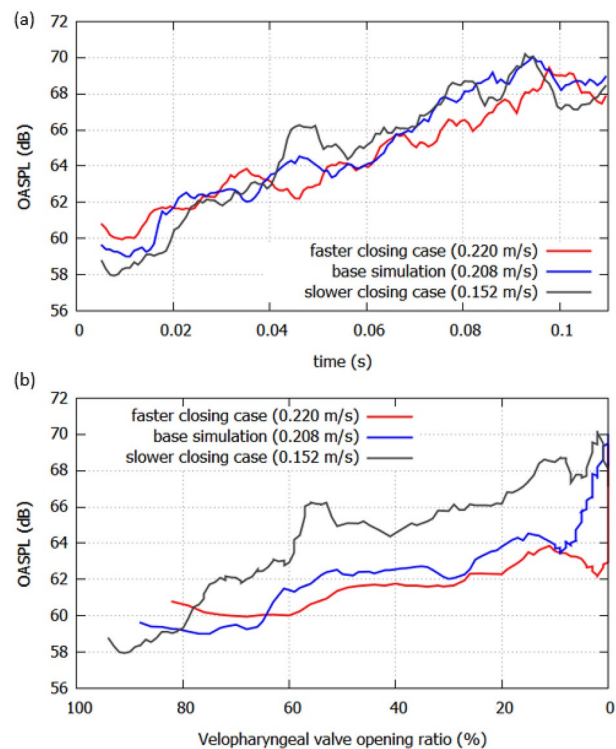 (a)
72
70
68
66
64
62
60
58
56
OASPL (dB)
faster closing case (0.220 m/s)
base simulation (0.208 m/s)
slower closing case (0.152 m/s)
0.02 0.04 0.06 0.08 0.1
time (s)
(b)
72
70
68
66
64
62
60
58
56
OASPL (dB)
faster closing case (0.220 m/s)
base simulation (0.208 m/s)
slower closing case (0.152 m/s)
100 80 60 40 20 0
Velopharyngeal valve opening ratio (%)